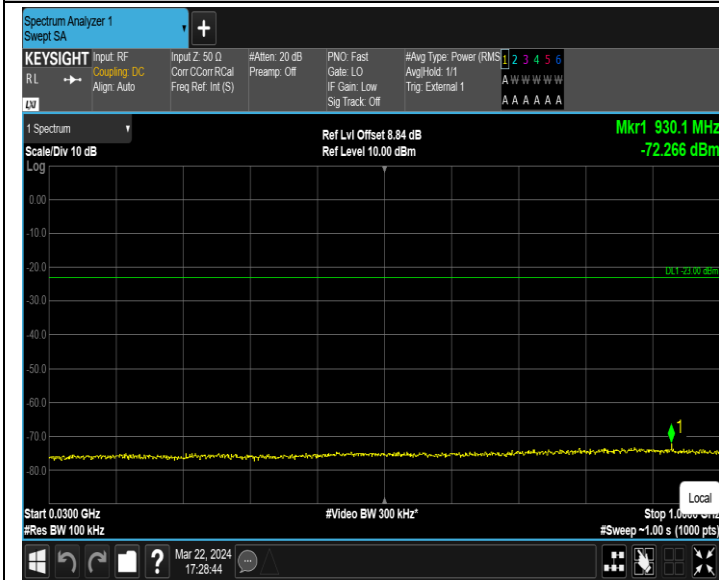 Spectrum Analyzer 1
Swept SA
+
KEYSIGHT
R L
LXI
Input: RF
Coupling: DC
Align: Auto
Input Z: 50 Ω
Corr CCorr RCal
Freq Ref: Int (S)
#Atten: 20 dB
Preamp: Off
PNO: Fast
Gate: LO
IF Gain: Low
Sig Track: Off
#Avg Type: Power (RMS
Avg|Hold: 1/1
Trig: External 1
1 2 3 4 5 6
A W W W W W
A A A A A A
1 Spectrum
Scale/Div 10 dB
Log
Ref Lvl Offset 8.84 dB
Ref Level 10.00 dBm
Mkr1 930.1 MHz
-72.266 dBm
0.00
-10.0
-20.0
DL1 -23.00 dBm
-30.0
-40.0
-50.0
-60.0
-70.0
1
-80.0
Local
Start 0.0300 GHz
#Video BW 300 kHz*
Stop
#Res BW 100 kHz
#Sweep ~1.00 s (1000 pts)
?
Mar 22, 2024
17:28:44